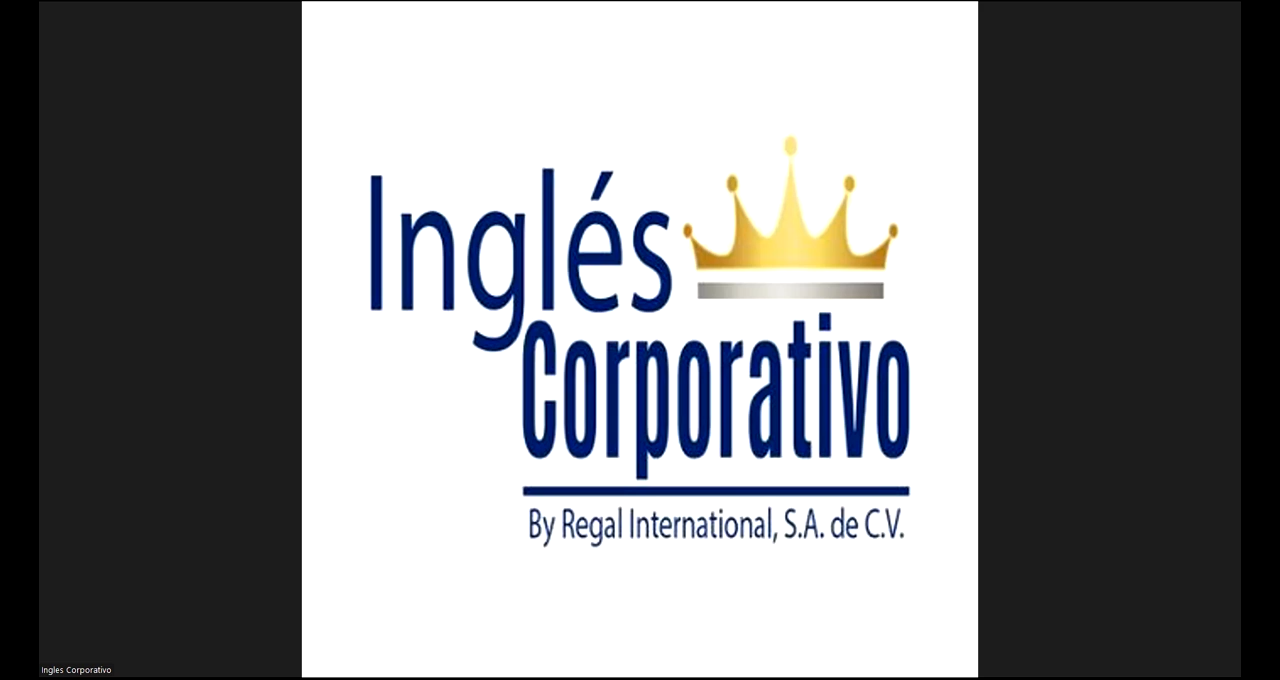 Inglés
Corporativo
By Regal International, S.A. de C.V.
Ingles Corporativo